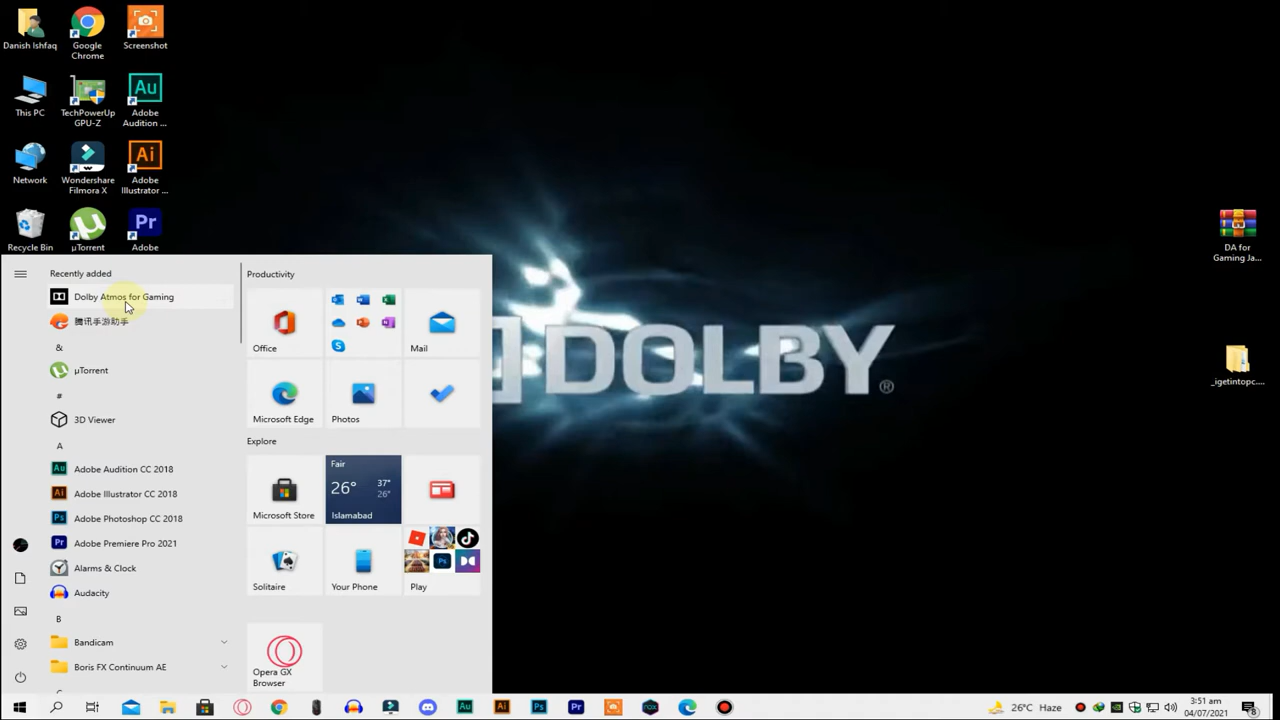 Danish Ishfaq
Google
Chrome
Screenshot
This PC
TechPowerUp
GPU-Z
Adobe
Audition ...
Network
Wondershare
Filmora X
Adobe
Illustrator ...
Recycle Bin
µTorrent
Adobe
DA for
Gaming Ja...
_igetintopc....
DOLBY®
Recently added
Dolby Atmos for Gaming
腾讯手游助手
&
µTorrent
#
3D Viewer
A
Adobe Audition CC 2018
Adobe Illustrator CC 2018
Adobe Photoshop CC 2018
Adobe Premiere Pro 2021
Alarms & Clock
Audacity
B
Bandicam
Boris FX Continuum AE
Productivity
Office
Mail
Microsoft Edge
Photos
Explore
Microsoft Store
Fair
26°
37°
26°
Islamabad
Solitaire
Your Phone
Play
Opera GX
Browser
26°C Haze
3:51 am
04/07/2021